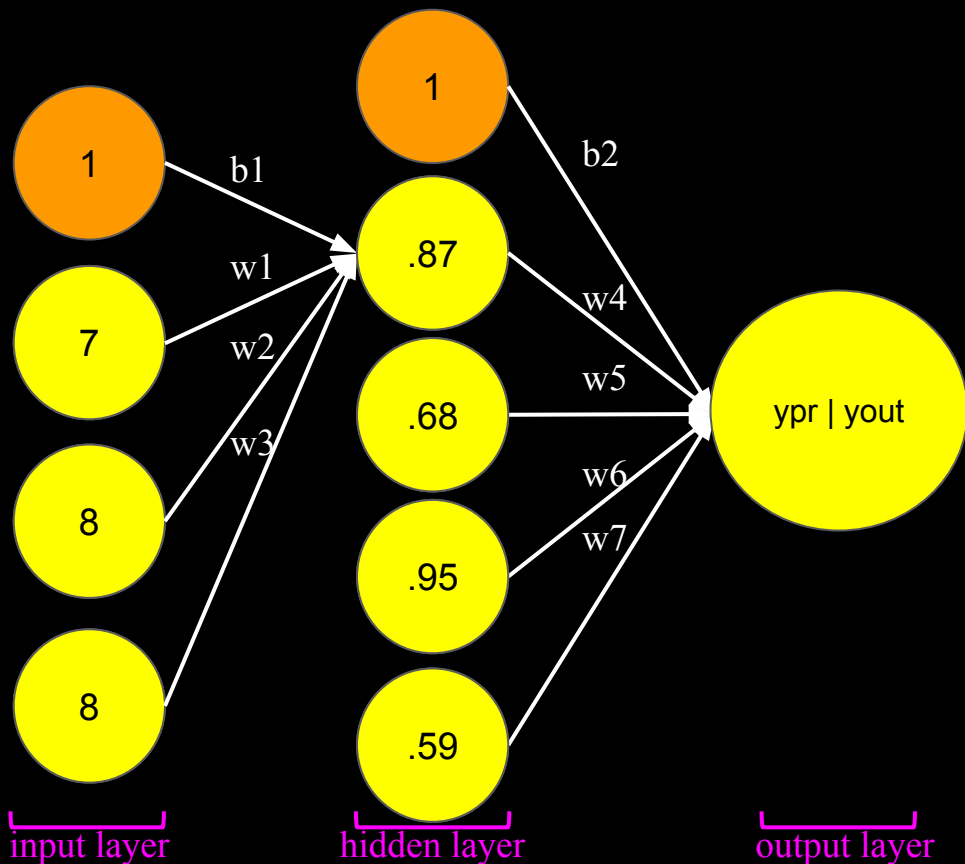 1
b1
7
w1
8
w2
8
w3
1
b2
.87
w4
.68
w5
.95
w6
.59
w7
ypr | yout
input layer
hidden layer
output layer